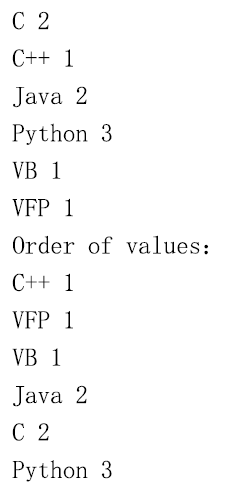 C 2
C++ 1
Java 2
Python 3
VB 1
VFP 1
Order of values:
C++ 1
VFP 1
VB 1
Java 2
C 2
Python 3